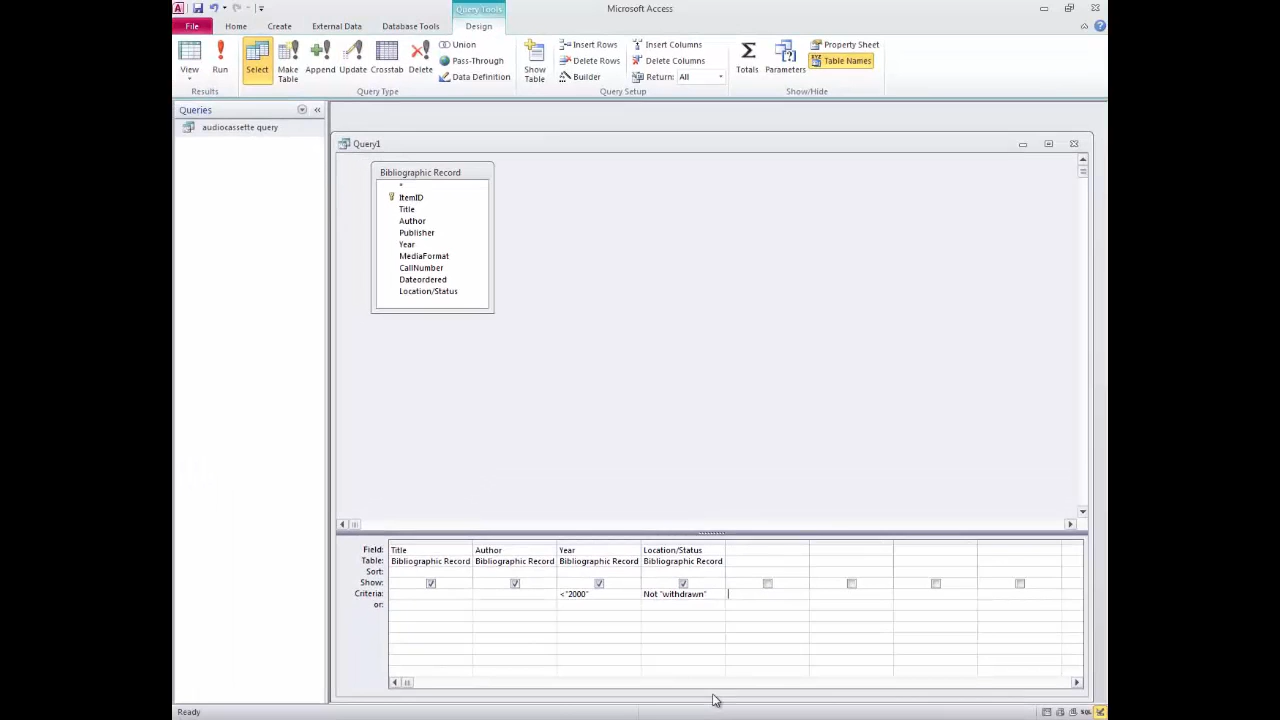 Query Tools
Microsoft Access
File Home Create External Data Database Tools Design
View Run Select Make Table Append Update Crosstab Delete
Union
Pass-Through
Data Definition
Show Table
Insert Rows
Delete Rows
Builder
Insert Columns
Delete Columns
Return: All
Totals Parameters
Property Sheet
Table Names
Results Query Type Query Setup Show/Hide
Queries
audiocassette query
Query1
Bibliographic Record
*
ItemID
Title
Author
Publisher
Year
MediaFormat
CallNumber
Dateordered
Location/Status
Field: Title Author Year Location/Status
Table: Bibliographic Record Bibliographic Record Bibliographic Record Bibliographic Record
Sort:
Show:
Criteria: <"2000" Not "withdrawn"
or:
Ready
SQL